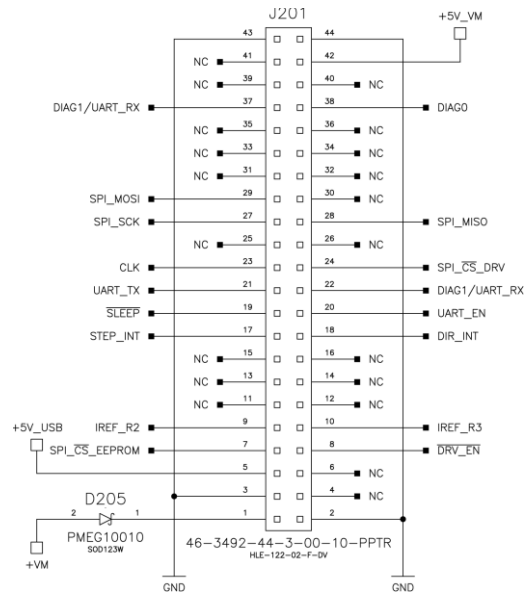 J201
+5V_VM
43 44
NC 41 42
NC 39 40 NC
DIAG1/UART_RX 37 38 DIAG0
NC 35 36 NC
NC 33 34 NC
NC 31 32 NC
SPI_MOSI 29 30 NC
SPI_SCK 27 28 SPI_MISO
NC 25 26 NC
CLK 23 24 SPI_CS_DRV
UART_TX 21 22 DIAG1/UART_RX
SLEEP 19 20 UART_EN
STEP_INT 17 18 DIR_INT
NC 15 16 NC
NC 13 14 NC
NC 11 12 NC
+5V_USB
IREF_R2 9 10 IREF_R3
SPI_CS_EEPROM 7 8 DRV_EN
5 6 NC
3 4 NC
D205
2 1 1 2
PMEG10010
SOD123W
46-3492-44-3-00-10-PPTR
HLE-122-02-F-DV
+VM
GND GND